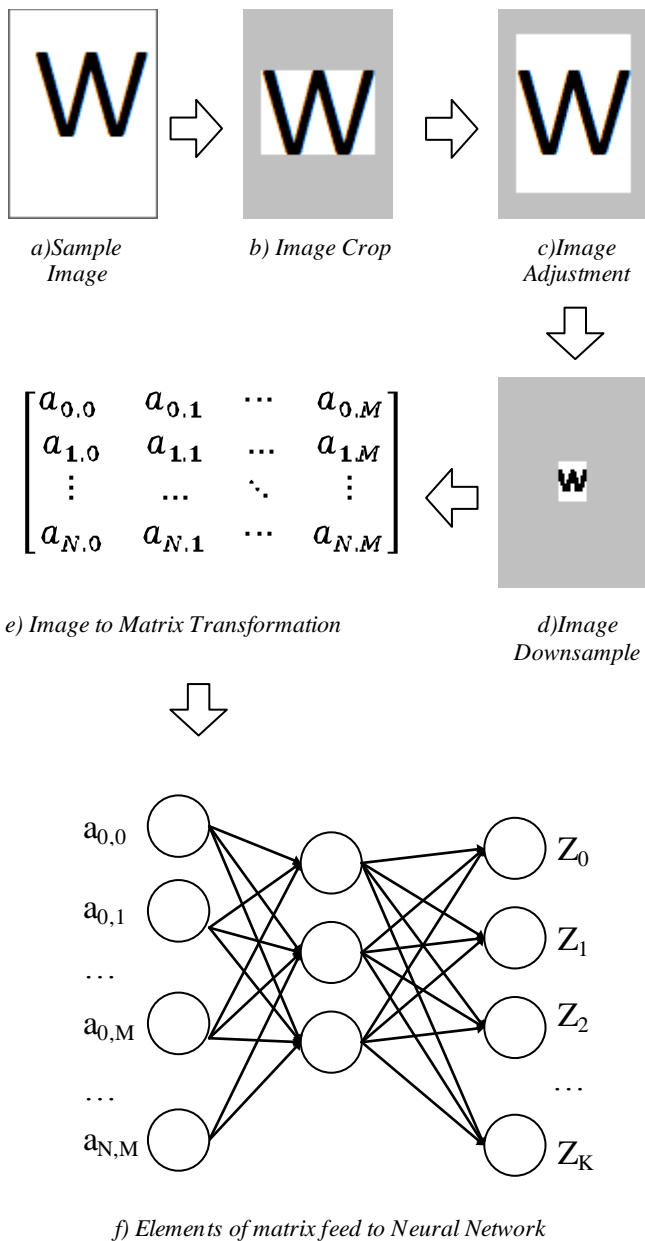 W
W
W
a)Sample
Image
b) Image Crop
c)Image
Adjustment
a0,0 a0,1 ⋯ a0,M
a1,0 a1,1 … a1,M
⋮ … ⋱ ⋮
aN,0 aN,1 ⋯ aN,M
W
e) Image to Matrix Transformation
d)Image
Downsample
a0,0
a0,1
…
a0,M
…
aN,M
Z0
Z1
Z2
…
ZK
f) Elements of matrix feed to Neural Network